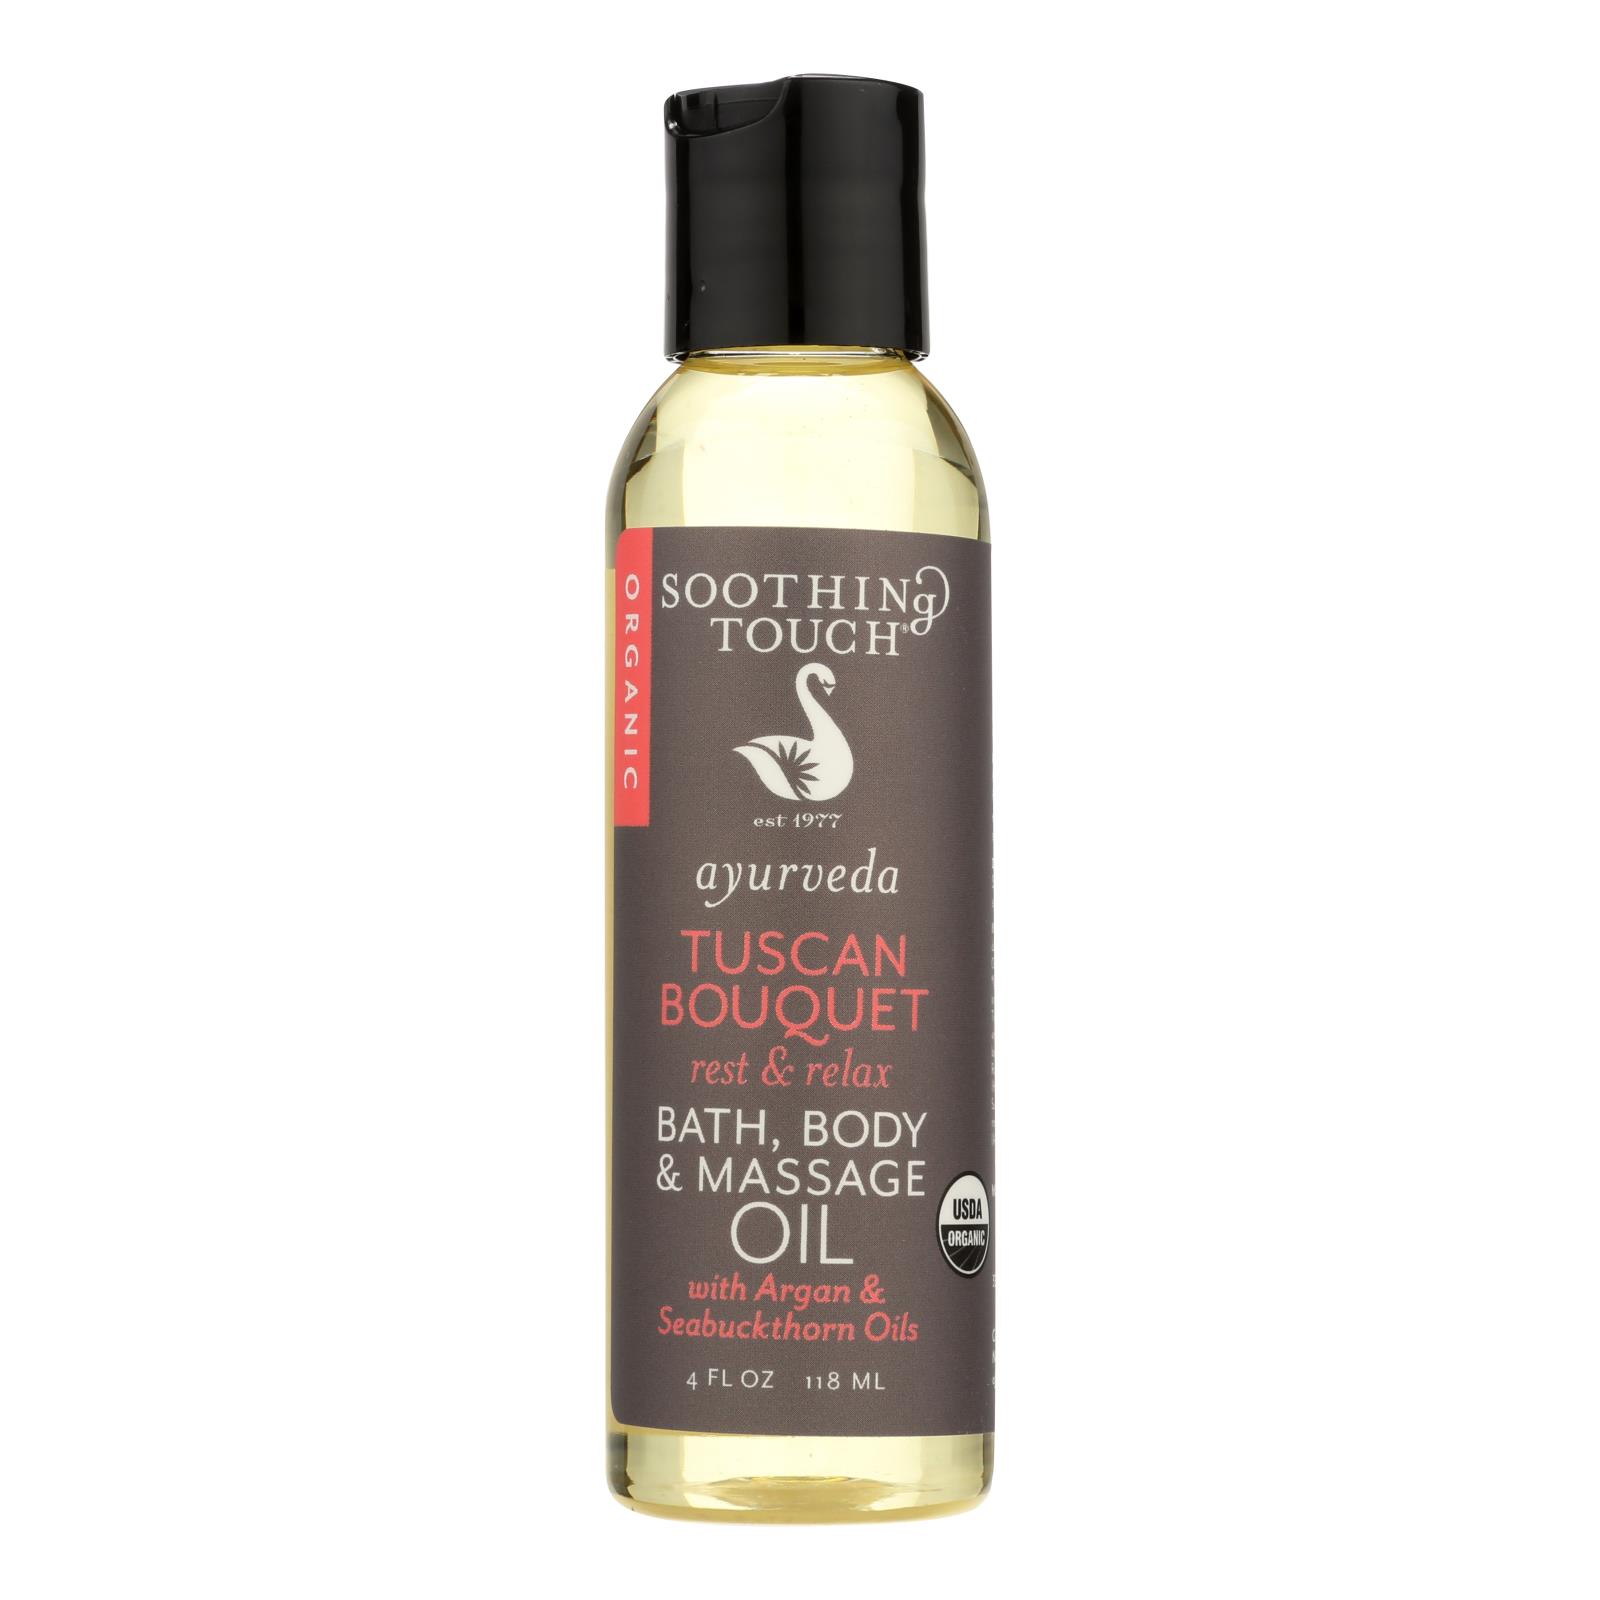 ORGANIC
SOOTHINg
TOUCH®
est 1977
ayurveda
TUSCAN
BOUQUET
rest & relax
BATH, BODY
& MASSAGE
OIL
with Argan &
Seabuckthorn Oils
4 FL OZ 118 ML
USDA
ORGANIC